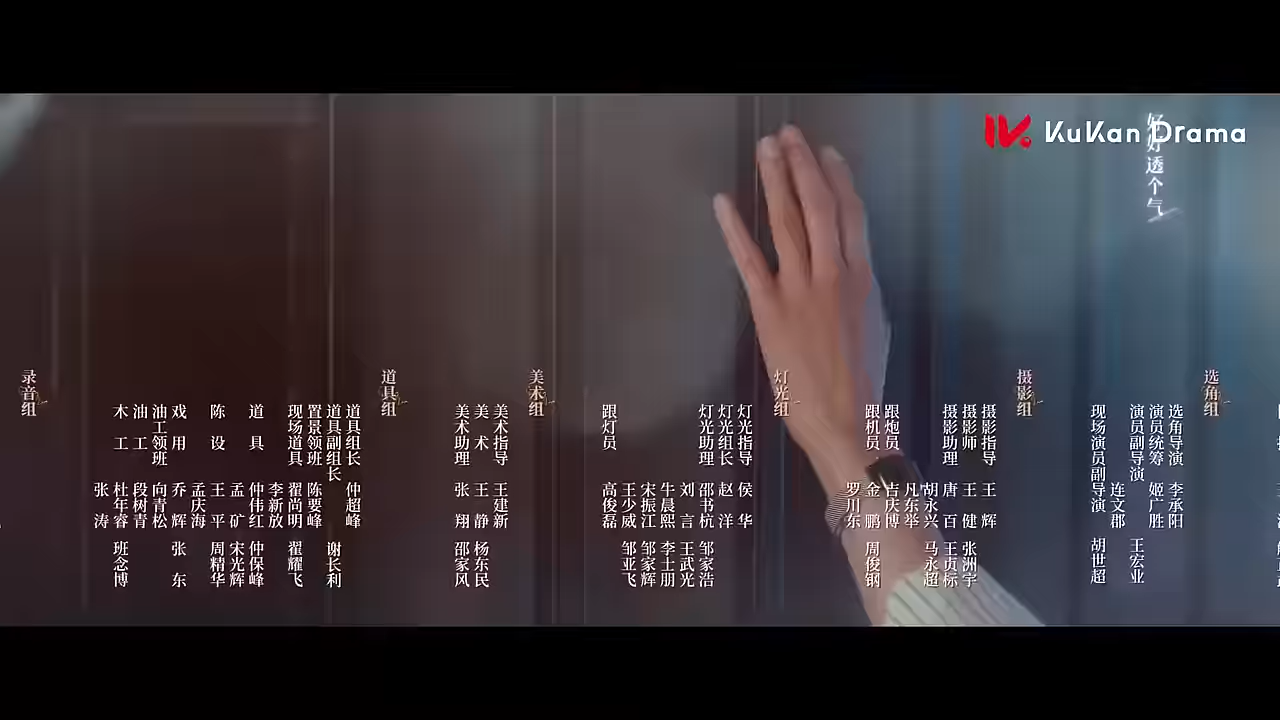 KuKan Drama
透个气
选角组
选角导演 李承阳
演员统筹 姬广胜
演员副导演 连文郡 王宏业
现场演员副导演 胡世超
摄影组
摄影指导 王辉
摄影师 王健 张洲宇
摄影助理 唐百 王贞标
胡永兴 马永超
凡东举
跟炮员 吉庆博
跟机员 金鹏 周俊钢
罗川东
灯光组
灯光指导 侯华
灯光组长 赵洋
灯光助理 邵书杭 邹家浩
刘言 王武光
牛晨熙 李士朋
宋振江 邹家辉
王少威 邹亚飞
跟灯员 高俊磊
美术组
美术指导 王建新
美术 王静 杨东民
美术助理 张翔 邵家风
道具组
道具组长 仲超峰
道具副组长 谢长利
置景领班 陈要峰
现场道具 翟尚明 翟耀飞
李新放
道具 仲伟红 仲保峰
孟矿 宋光辉
陈设 王平 周精华
孟庆海
戏用 乔辉 张东
油工领班 向青松
油工 段树青
木工 杜年睿 班念博
张涛
录音组